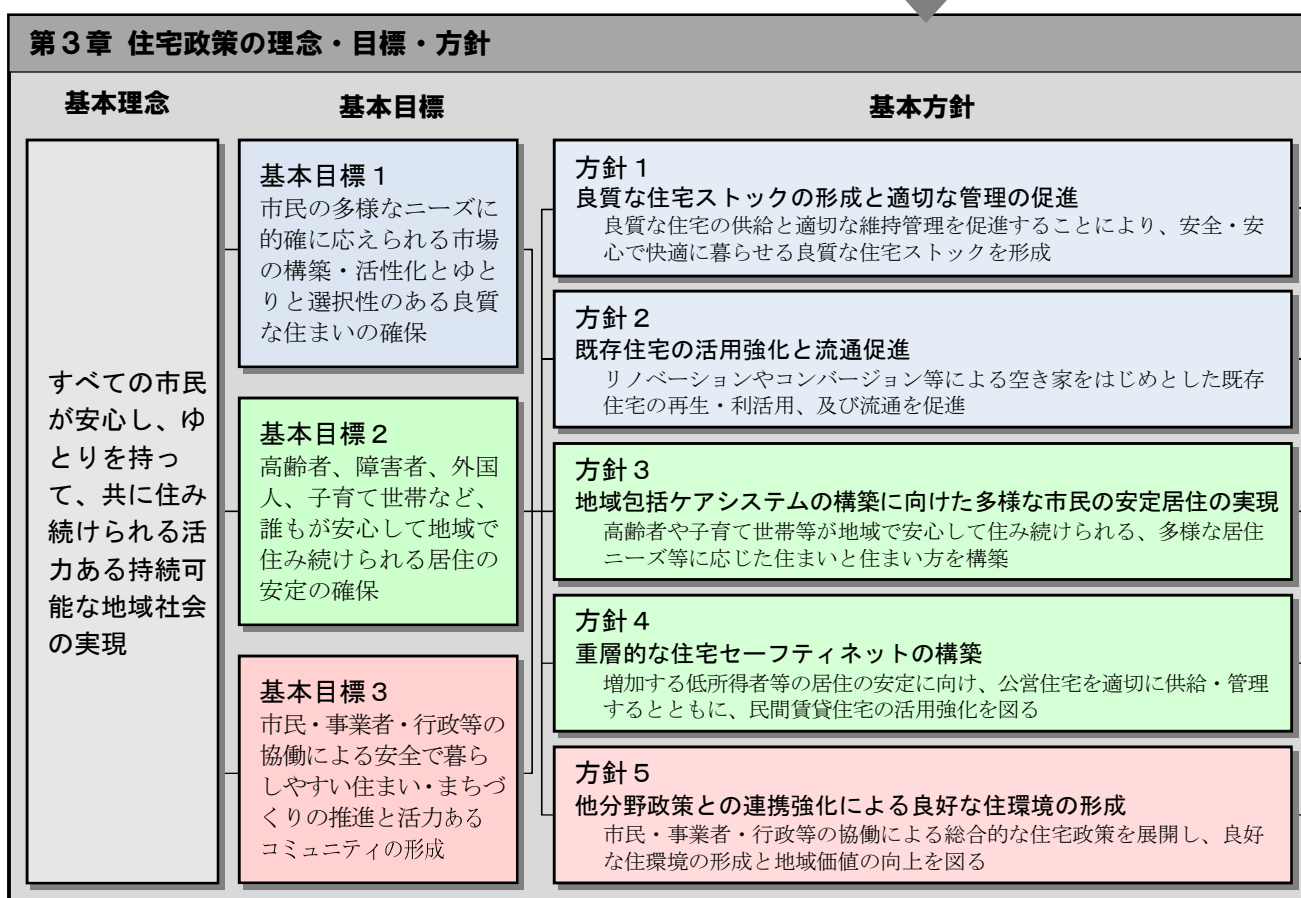 第３章 住宅政策の理念・目標・方針
基本理念
基本目標
基本方針
すべての市民
が安心し、ゆ
とりを持っ
て、共に住み
続けられる活
力ある持続可
能な地域社会
の実現
基本目標１
市民の多様なニーズに
的確に応えられる市場
の構築・活性化とゆと
りと選択性のある良質
な住まいの確保
基本目標２
高齢者、障害者、外国
人、子育て世帯など、
誰もが安心して地域で
住み続けられる居住の
安定の確保
基本目標３
市民・事業者・行政等の
協働による安全で暮ら
しやすい住まい・まちづ
くりの推進と活力ある
コミュニティの形成
方針１
良質な住宅ストックの形成と適切な管理の促進
良質な住宅の供給と適切な維持管理を促進することにより、安全・安
心で快適に暮らせる良質な住宅ストックを形成
方針２
既存住宅の活用強化と流通促進
リノベーションやコンバージョン等による空き家をはじめとした既存
住宅の再生・利活用、及び流通を促進
方針３
地域包括ケアシステムの構築に向けた多様な市民の安定居住の実現
高齢者や子育て世帯等が地域で安心して住み続けられる、多様な居住
ニーズ等に応じた住まいと住まい方を構築
方針４
重層的な住宅セーフティネットの構築
増加する低所得者等の居住の安定に向け、公営住宅を適切に供給・管理
するとともに、民間賃貸住宅の活用強化を図る
方針５
他分野政策との連携強化による良好な住環境の形成
市民・事業者・行政等の協働による総合的な住宅政策を展開し、良好
な住環境の形成と地域価値の向上を図る